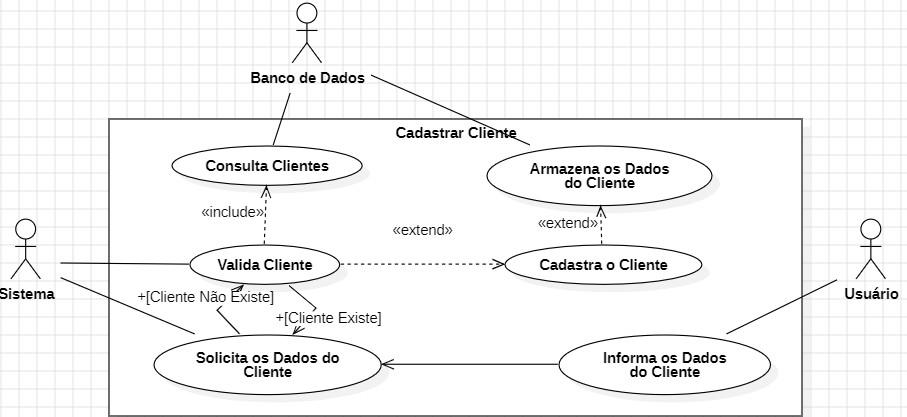 Banco de Dados
Cadastrar Cliente
Consulta Clientes
Armazena os Dados
do Cliente
«include»
«extend»
«extend»
Valida Cliente
Cadastra o Cliente
Sistema
Usuário
+[Cliente Não Existe]
+[Cliente Existe]
Solicita os Dados do
Cliente
Informa os Dados
do Cliente